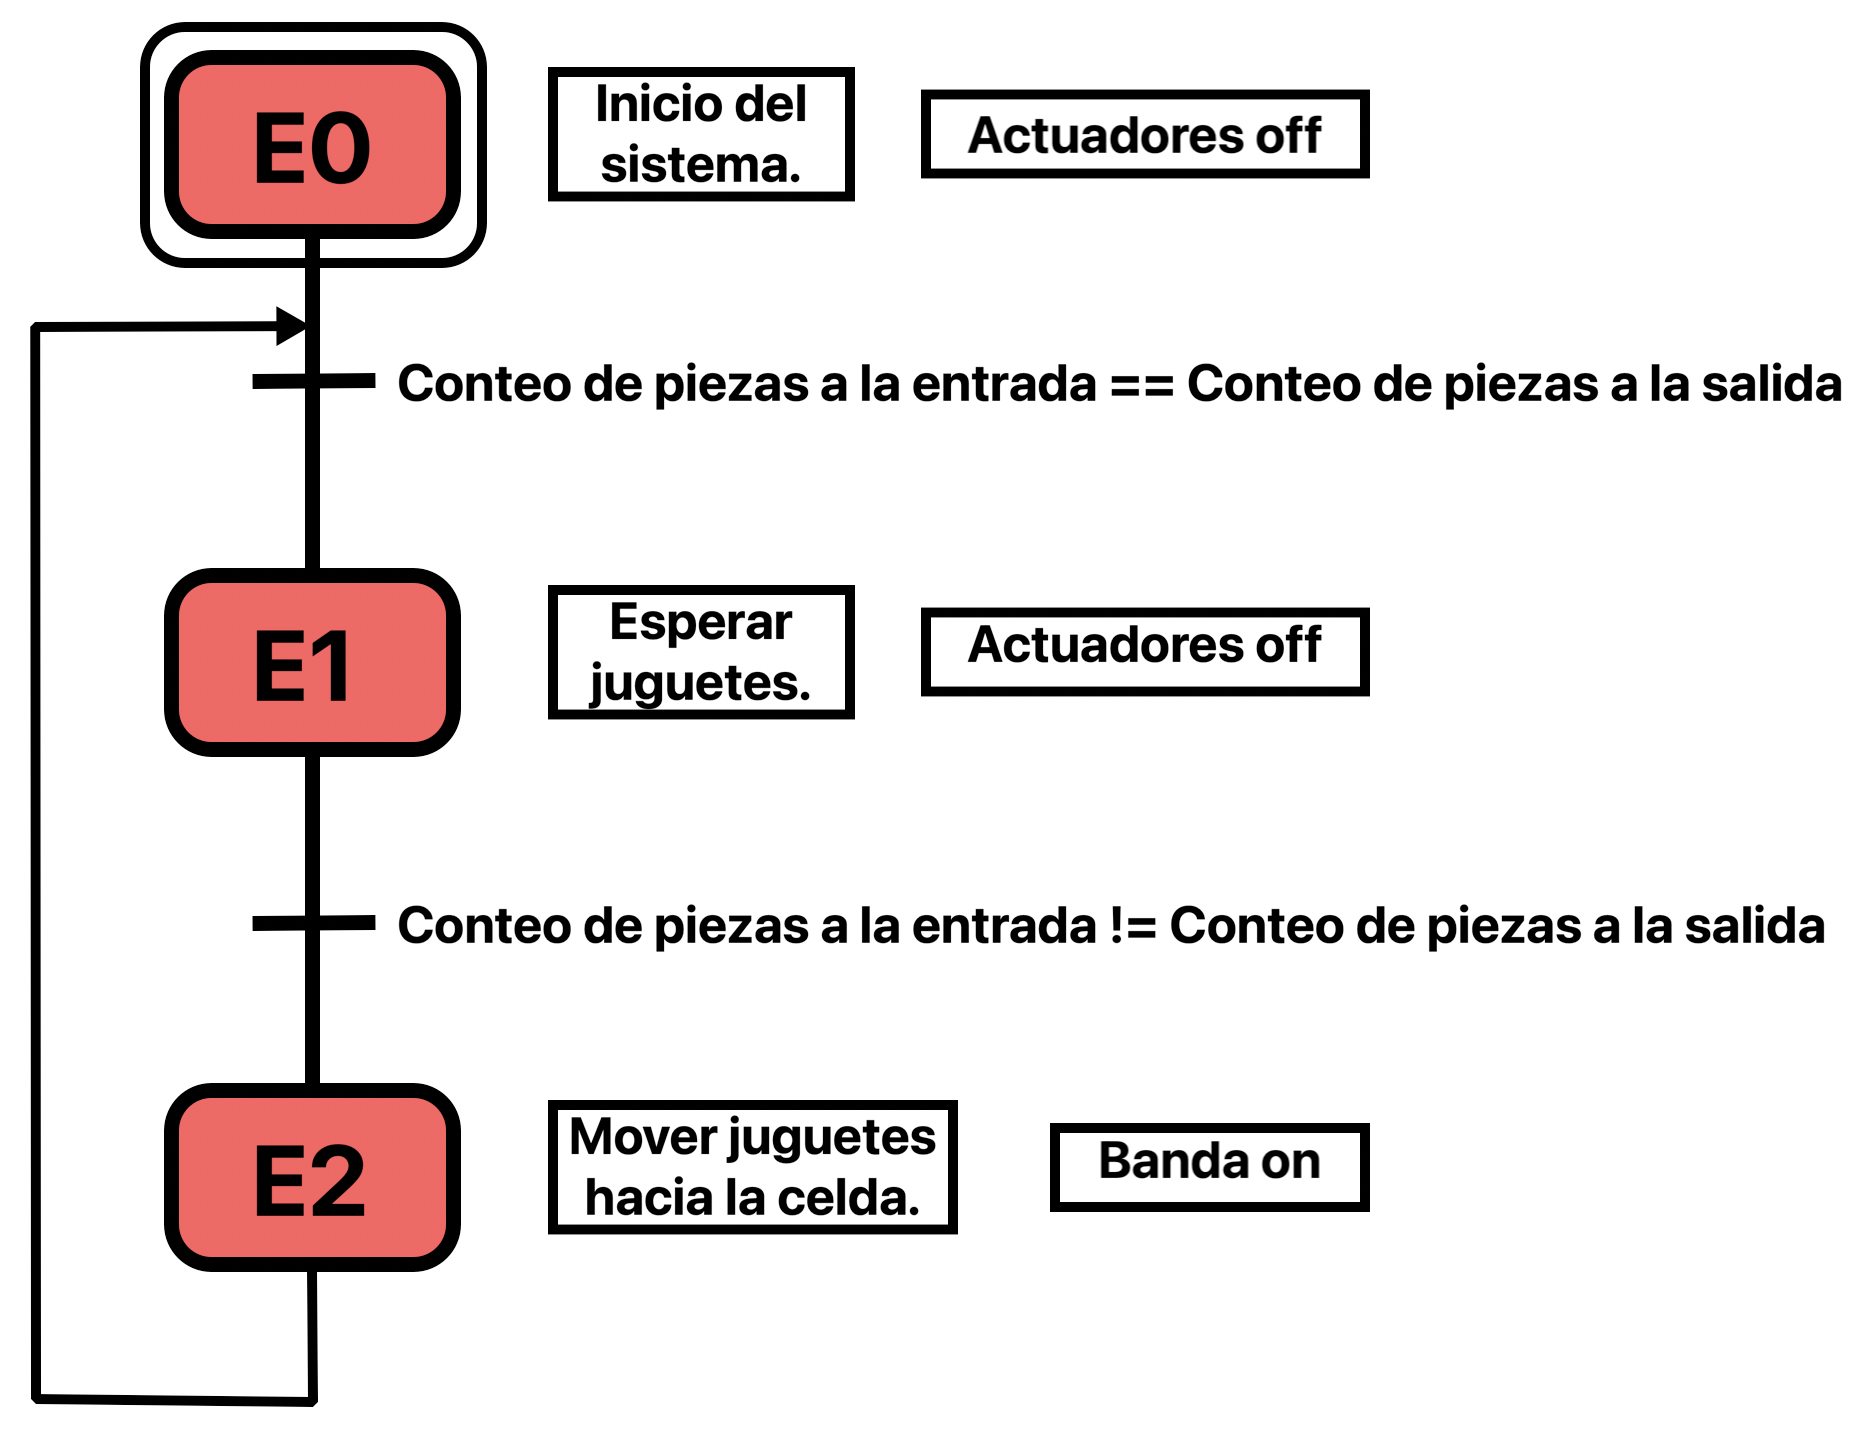 E0
Inicio del
sistema.
Actuadores off
Conteo de piezas a la entrada == Conteo de piezas a la salida
E1
Esperar
juguetes.
Actuadores off
Conteo de piezas a la entrada != Conteo de piezas a la salida
E2
Mover juguetes
hacia la celda.
Banda on